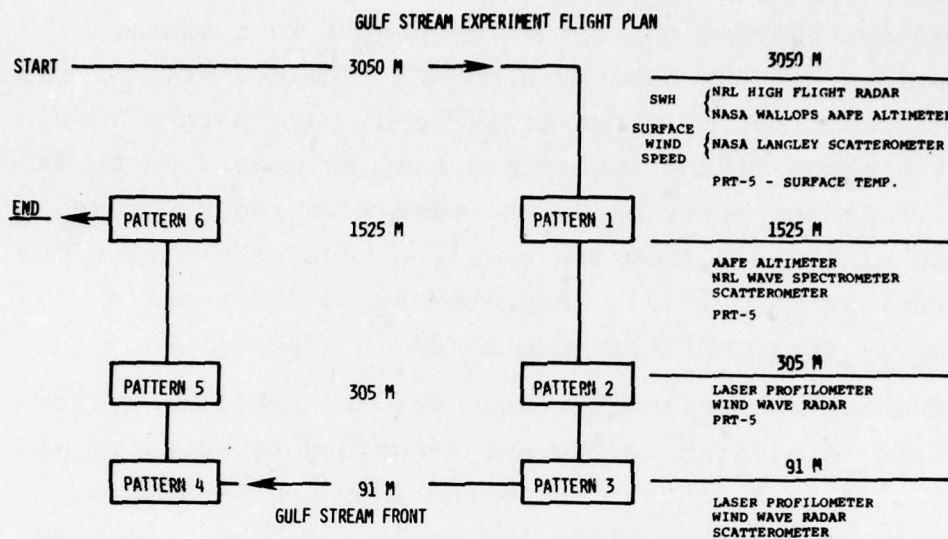 GULF STREAM EXPERIMENT FLIGHT PLAN
START 3050 M
3050 M
SWH { NRL HIGH FLIGHT RADAR
NASA WALLOPS AAFE ALTIMETER
SURFACE WIND SPEED { NASA LANGLEY SCATTEROMETER
PRT-5 - SURFACE TEMP.
END PATTERN 6 1525 M PATTERN 1
1525 M
AAFE ALTIMETER
NRL WAVE SPECTROMETER
SCATTEROMETER
PRT-5
PATTERN 5 305 M PATTERN 2
305 M
LASER PROFILOMETER
WIND WAVE RADAR
PRT-5
PATTERN 4 91 M PATTERN 3
GULF STREAM FRONT
91 M
LASER PROFILOMETER
WIND WAVE RADAR
SCATTEROMETER